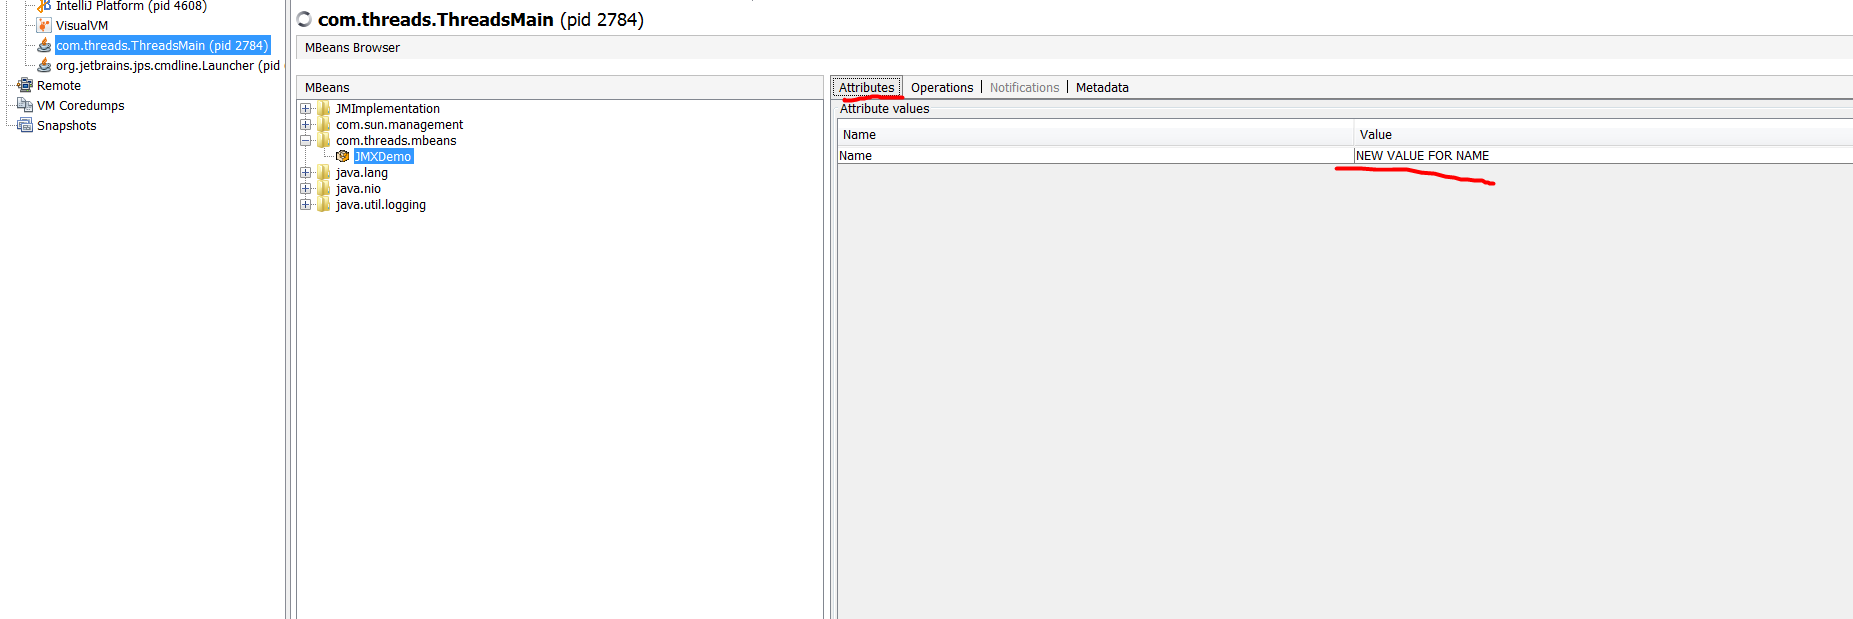 IntelliJ Platform (pid 4608)
VisualVM
com.threads.ThreadsMain (pid 2784)
org.jetbrains.jps.cmdline.Launcher (pid
Remote
VM Coredumps
Snapshots
com.threads.ThreadsMain (pid 2784)
MBeans Browser
MBeans
JMImplementation
com.sun.management
com.threads.mbeans
JMXDemo
java.lang
java.nio
java.util.logging
Attributes Operations Notifications Metadata
Attribute values
Name Value
Name NEW VALUE FOR NAME